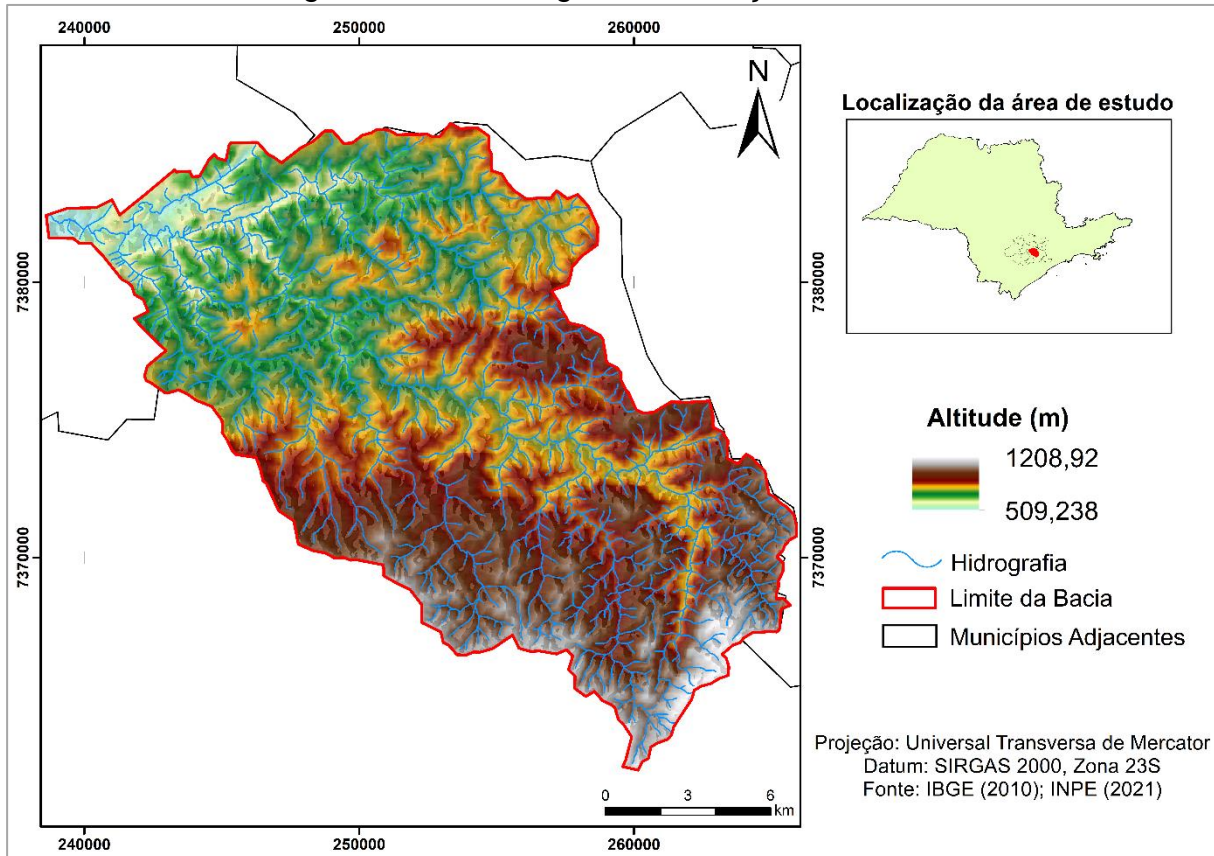 240000 250000 260000
N
Localização da área de estudo
7380000 7380000
Altitude (m)
1208,92
509,238
7370000 7370000
Hidrografia
Limite da Bacia
Municípios Adjacentes
Projeção: Universal Transversa de Mercator
Datum: SIRGAS 2000, Zona 23S
Fonte: IBGE (2010); INPE (2021)
0 3 6
km
240000 250000 260000